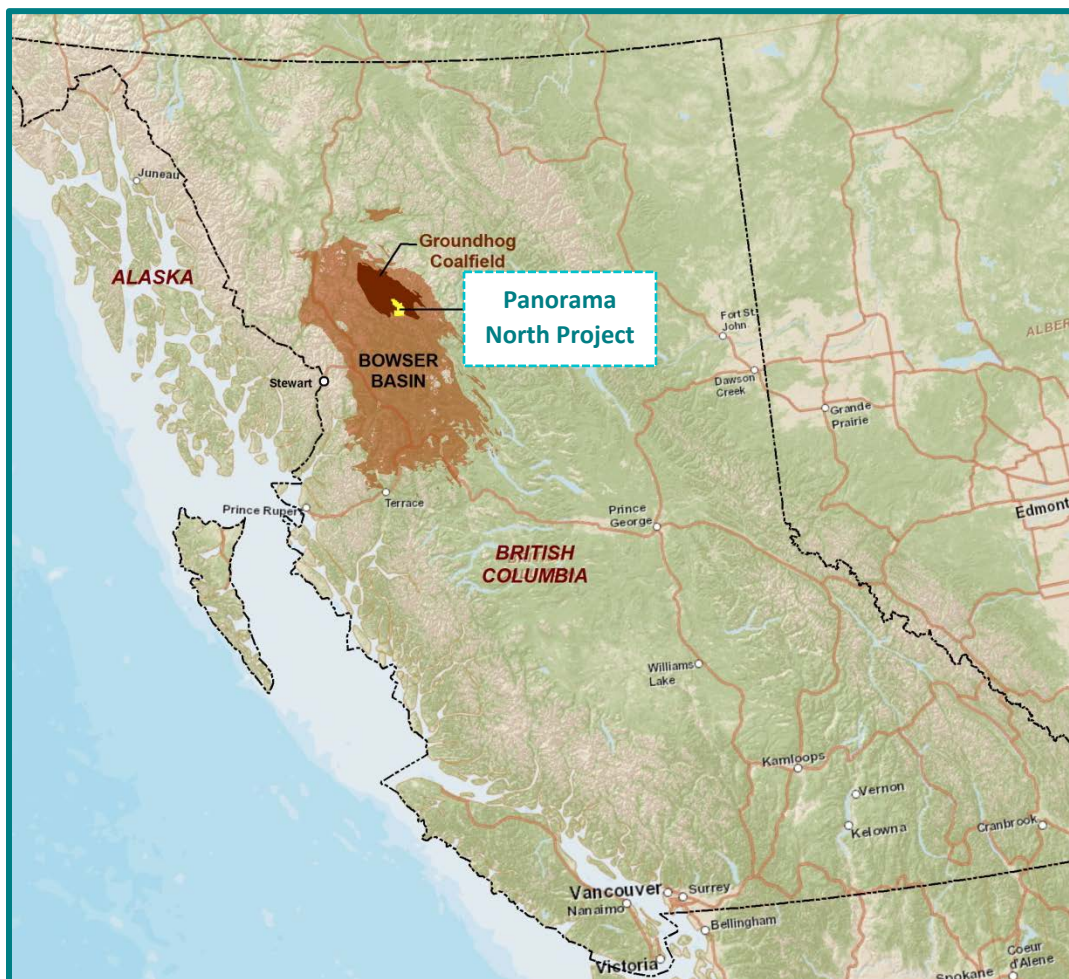 Juneau
Groundhog
Coalfield
ALASKA
Panorama
North Project
Fort St.
John
BOWSER
BASIN
Stewart
Dawson
Creek
Grande
Prairie
Terrace
Prince Ruper
Prince
George
Edmont
BRITISH
COLUMBIA
Williams
Lake
Kamloops
Vernon
Kelowna
Cranbrook
Vancouver
Surrey
Nanaimo
Bellingham
Victoria
Coeur
d'Alene
Spokane
ALBER